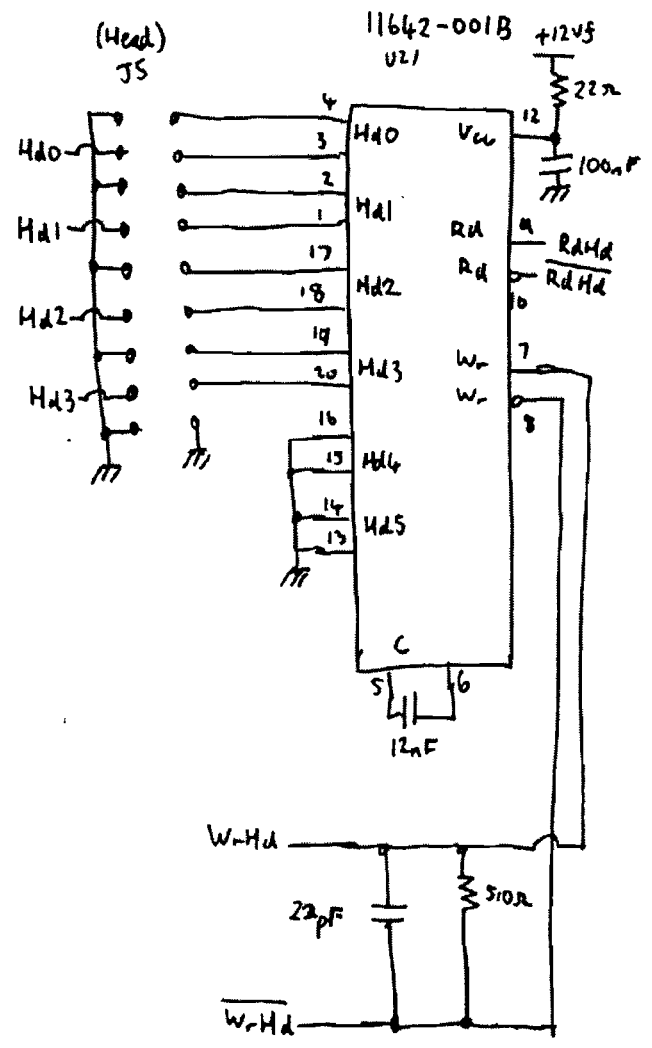 (Head)
J5
11642-001B
U21
+12Vf
22Ω
12
Vcc
100nF
4
Hd0
3
Hd0
2
Hd1
1
Hd1
9
Rd
RdHd
Rd
RdHd
10
17
Hd2
18
Hd2
19
Hd3
20
Hd3
7
Wr
Wr
8
16
Hd4
15
14
Hd5
13
C
5
6
12nF
WrHd
22pF
510Ω
WrHd